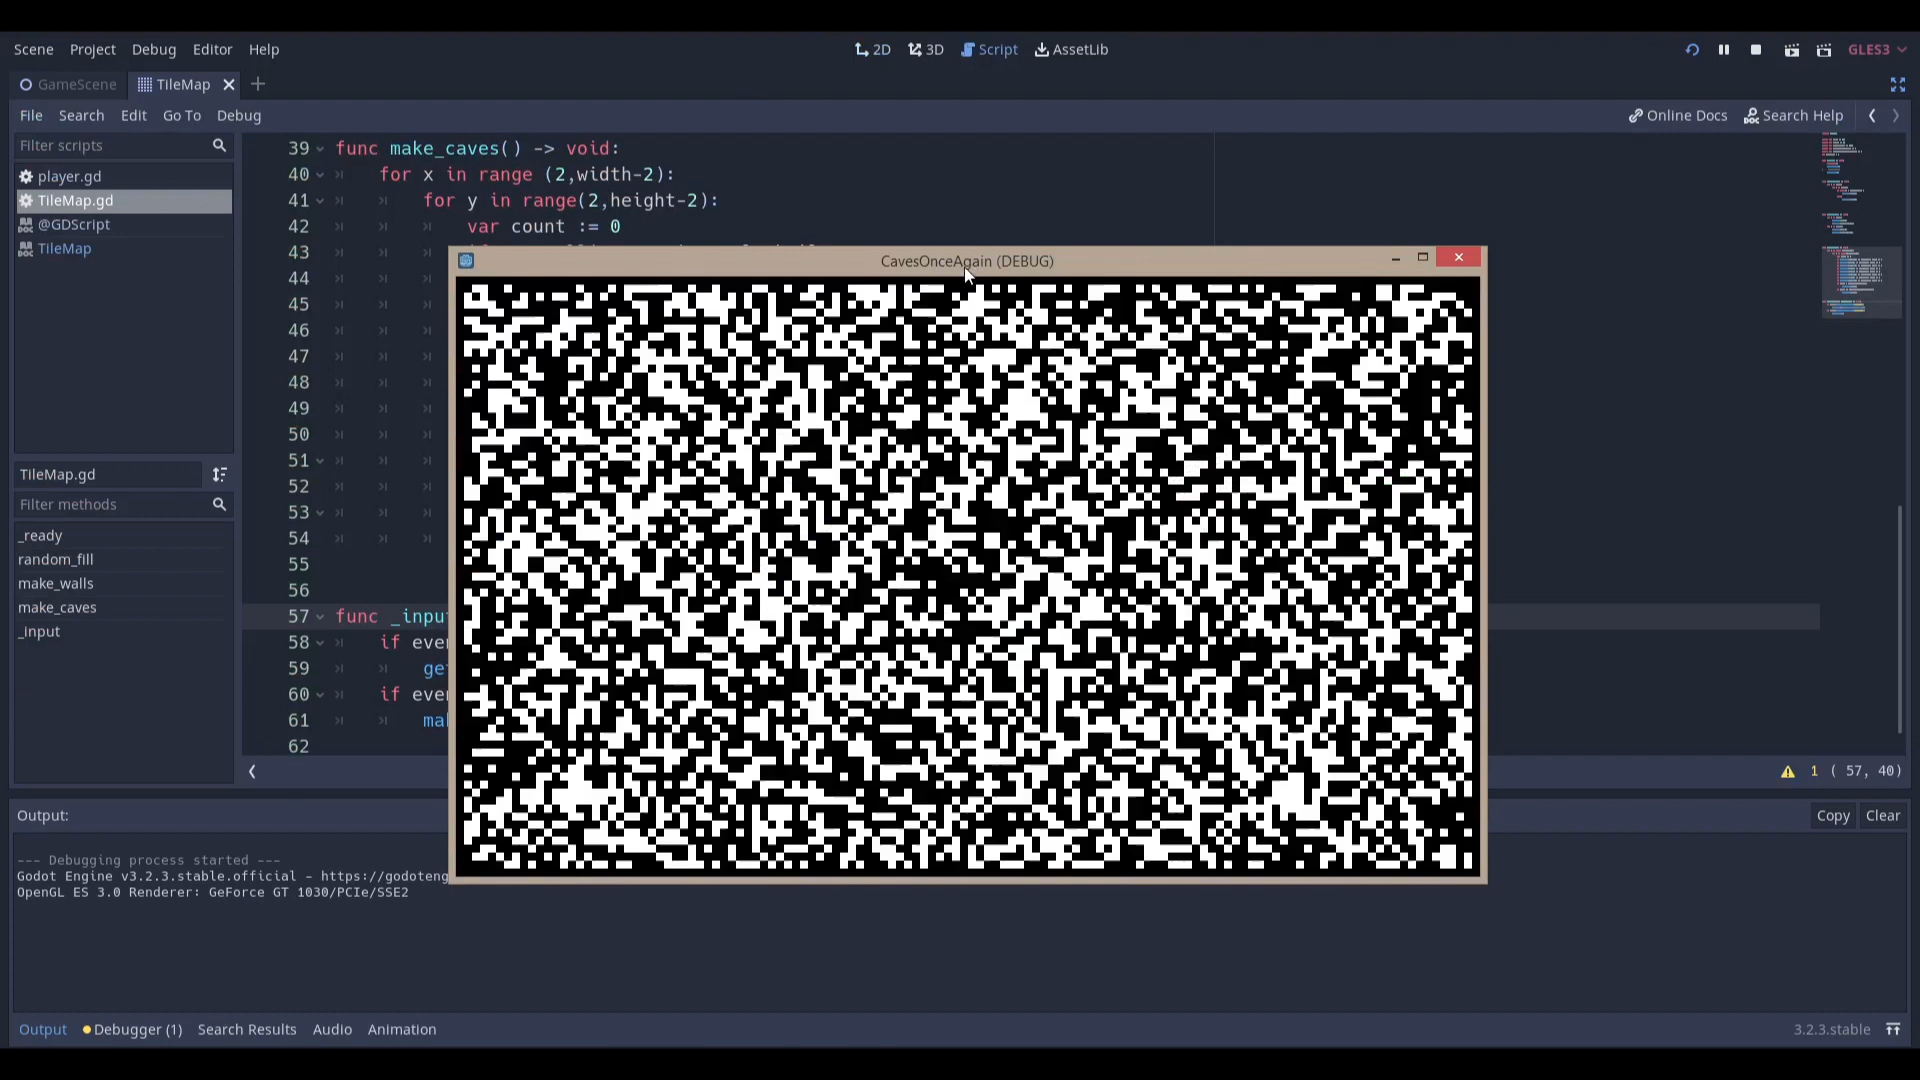 Scene Project Debug Editor Help 2D 3D Script AssetLib GLES3
GameScene TileMap
File Search Edit Go To Debug Online Docs Search Help
Filter scripts
player.gd
TileMap.gd
@GDScript
TileMap
TileMap.gd
Filter methods
_ready
random_fill
make_walls
make_caves
_input
39 func make_caves() -> void:
40 for x in range (2,width-2):
41 for y in range(2,height-2):
42 var count := 0
43
44
45
46
47
48
49
50
51
52
53
54
55
56
57 func _inpu
58 if eve
59 ge
60 if eve
61 ma
62
CavesOnceAgain (DEBUG)
1 ( 57, 40)
Output: Copy Clear
--- Debugging process started ---
Godot Engine v3.2.3.stable.official - https://godoteng
OpenGL ES 3.0 Renderer: GeForce GT 1030/PCIe/SSE2
Output Debugger (1) Search Results Audio Animation 3.2.3.stable